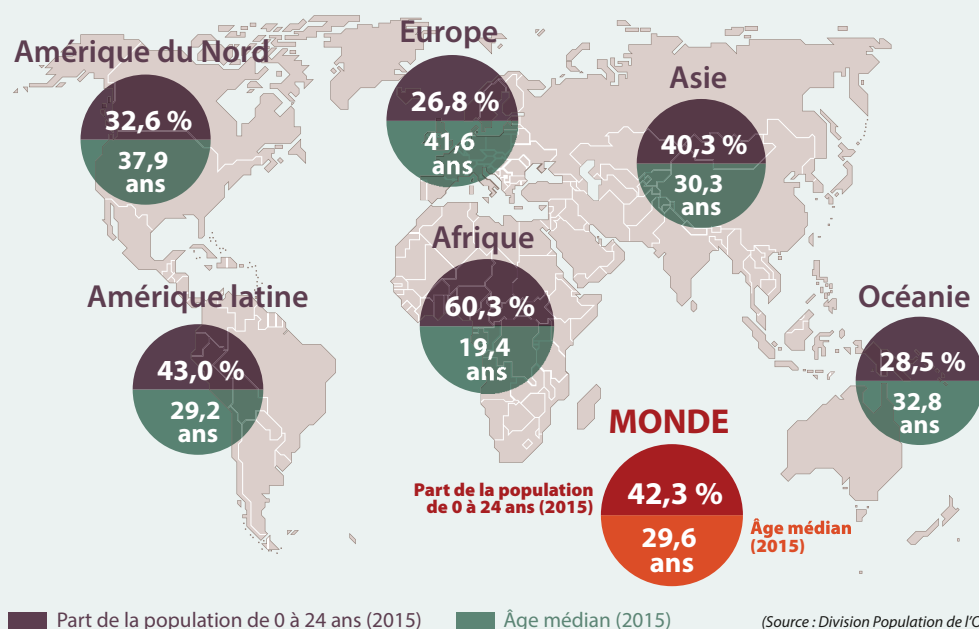 Amérique du Nord
32,6 %
37,9
ans
Europe
26,8 %
41,6
ans
Asie
40,3 %
30,3
ans
Afrique
60,3 %
19,4
ans
Amérique latine
43,0 %
29,2
ans
Océanie
28,5 %
32,8
ans
MONDE
Part de la population
de 0 à 24 ans (2015)
42,3 %
29,6
ans
Âge médian
(2015)
Part de la population de 0 à 24 ans (2015)
Âge médian (2015)
(Source : Division Population de